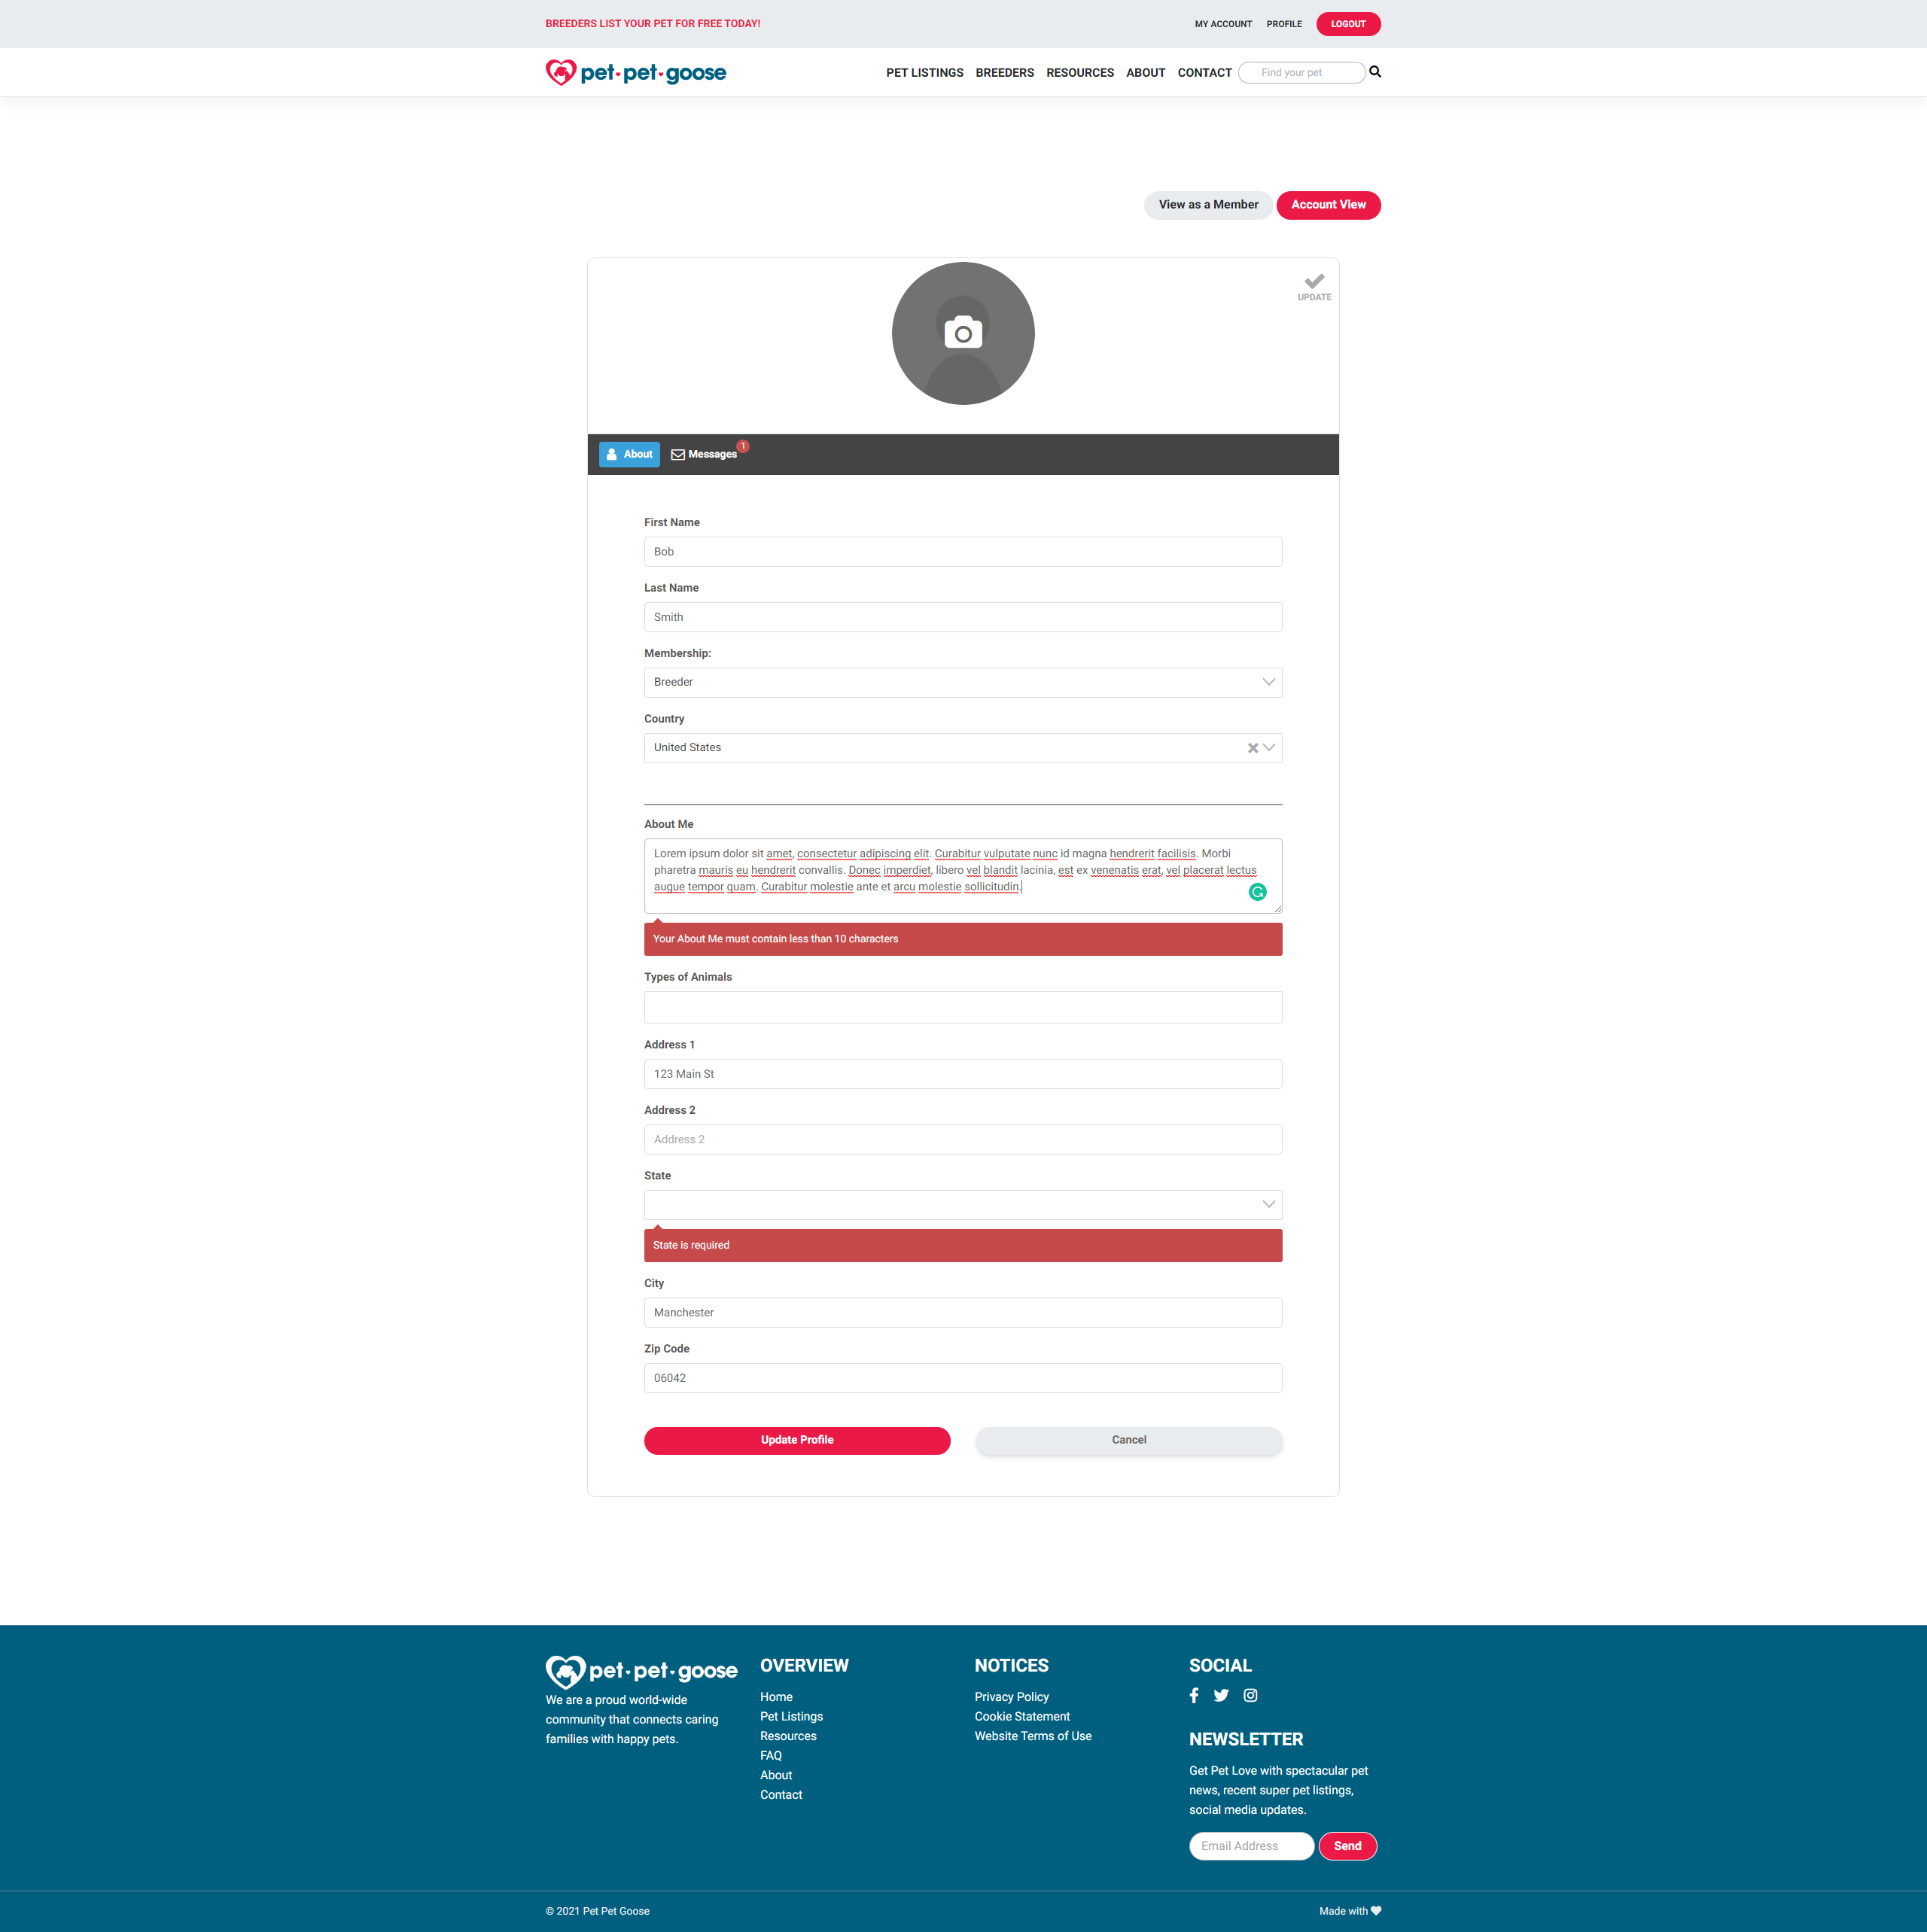 BREEDERS LIST YOUR PET FOR FREE TODAY!
MY ACCOUNT PROFILE LOGOUT
pet·pet·goose
PET LISTINGS BREEDERS RESOURCES ABOUT CONTACT Find your pet
View as a Member Account View
UPDATE
About Messages 1
First Name
Bob
Last Name
Smith
Membership:
Breeder
Country
United States
About Me
Lorem ipsum dolor sit amet, consectetur adipiscing elit. Curabitur vulputate nunc id magna hendrerit facilisis. Morbi
pharetra mauris eu hendrerit convallis. Donec imperdiet, libero vel blandit lacinia, est ex venenatis erat, vel placerat lectus
augue tempor quam. Curabitur molestie ante et arcu molestie sollicitudin.
Your About Me must contain less than 10 characters
Types of Animals
Address 1
123 Main St
Address 2
Address 2
State
State is required
City
Manchester
Zip Code
06042
Update Profile Cancel
pet·pet·goose
We are a proud world-wide
community that connects caring
families with happy pets.
OVERVIEW
Home
Pet Listings
Resources
FAQ
About
Contact
NOTICES
Privacy Policy
Cookie Statement
Website Terms of Use
SOCIAL
NEWSLETTER
Get Pet Love with spectacular pet
news, recent super pet listings,
social media updates.
Email Address Send
© 2021 Pet Pet Goose
Made with